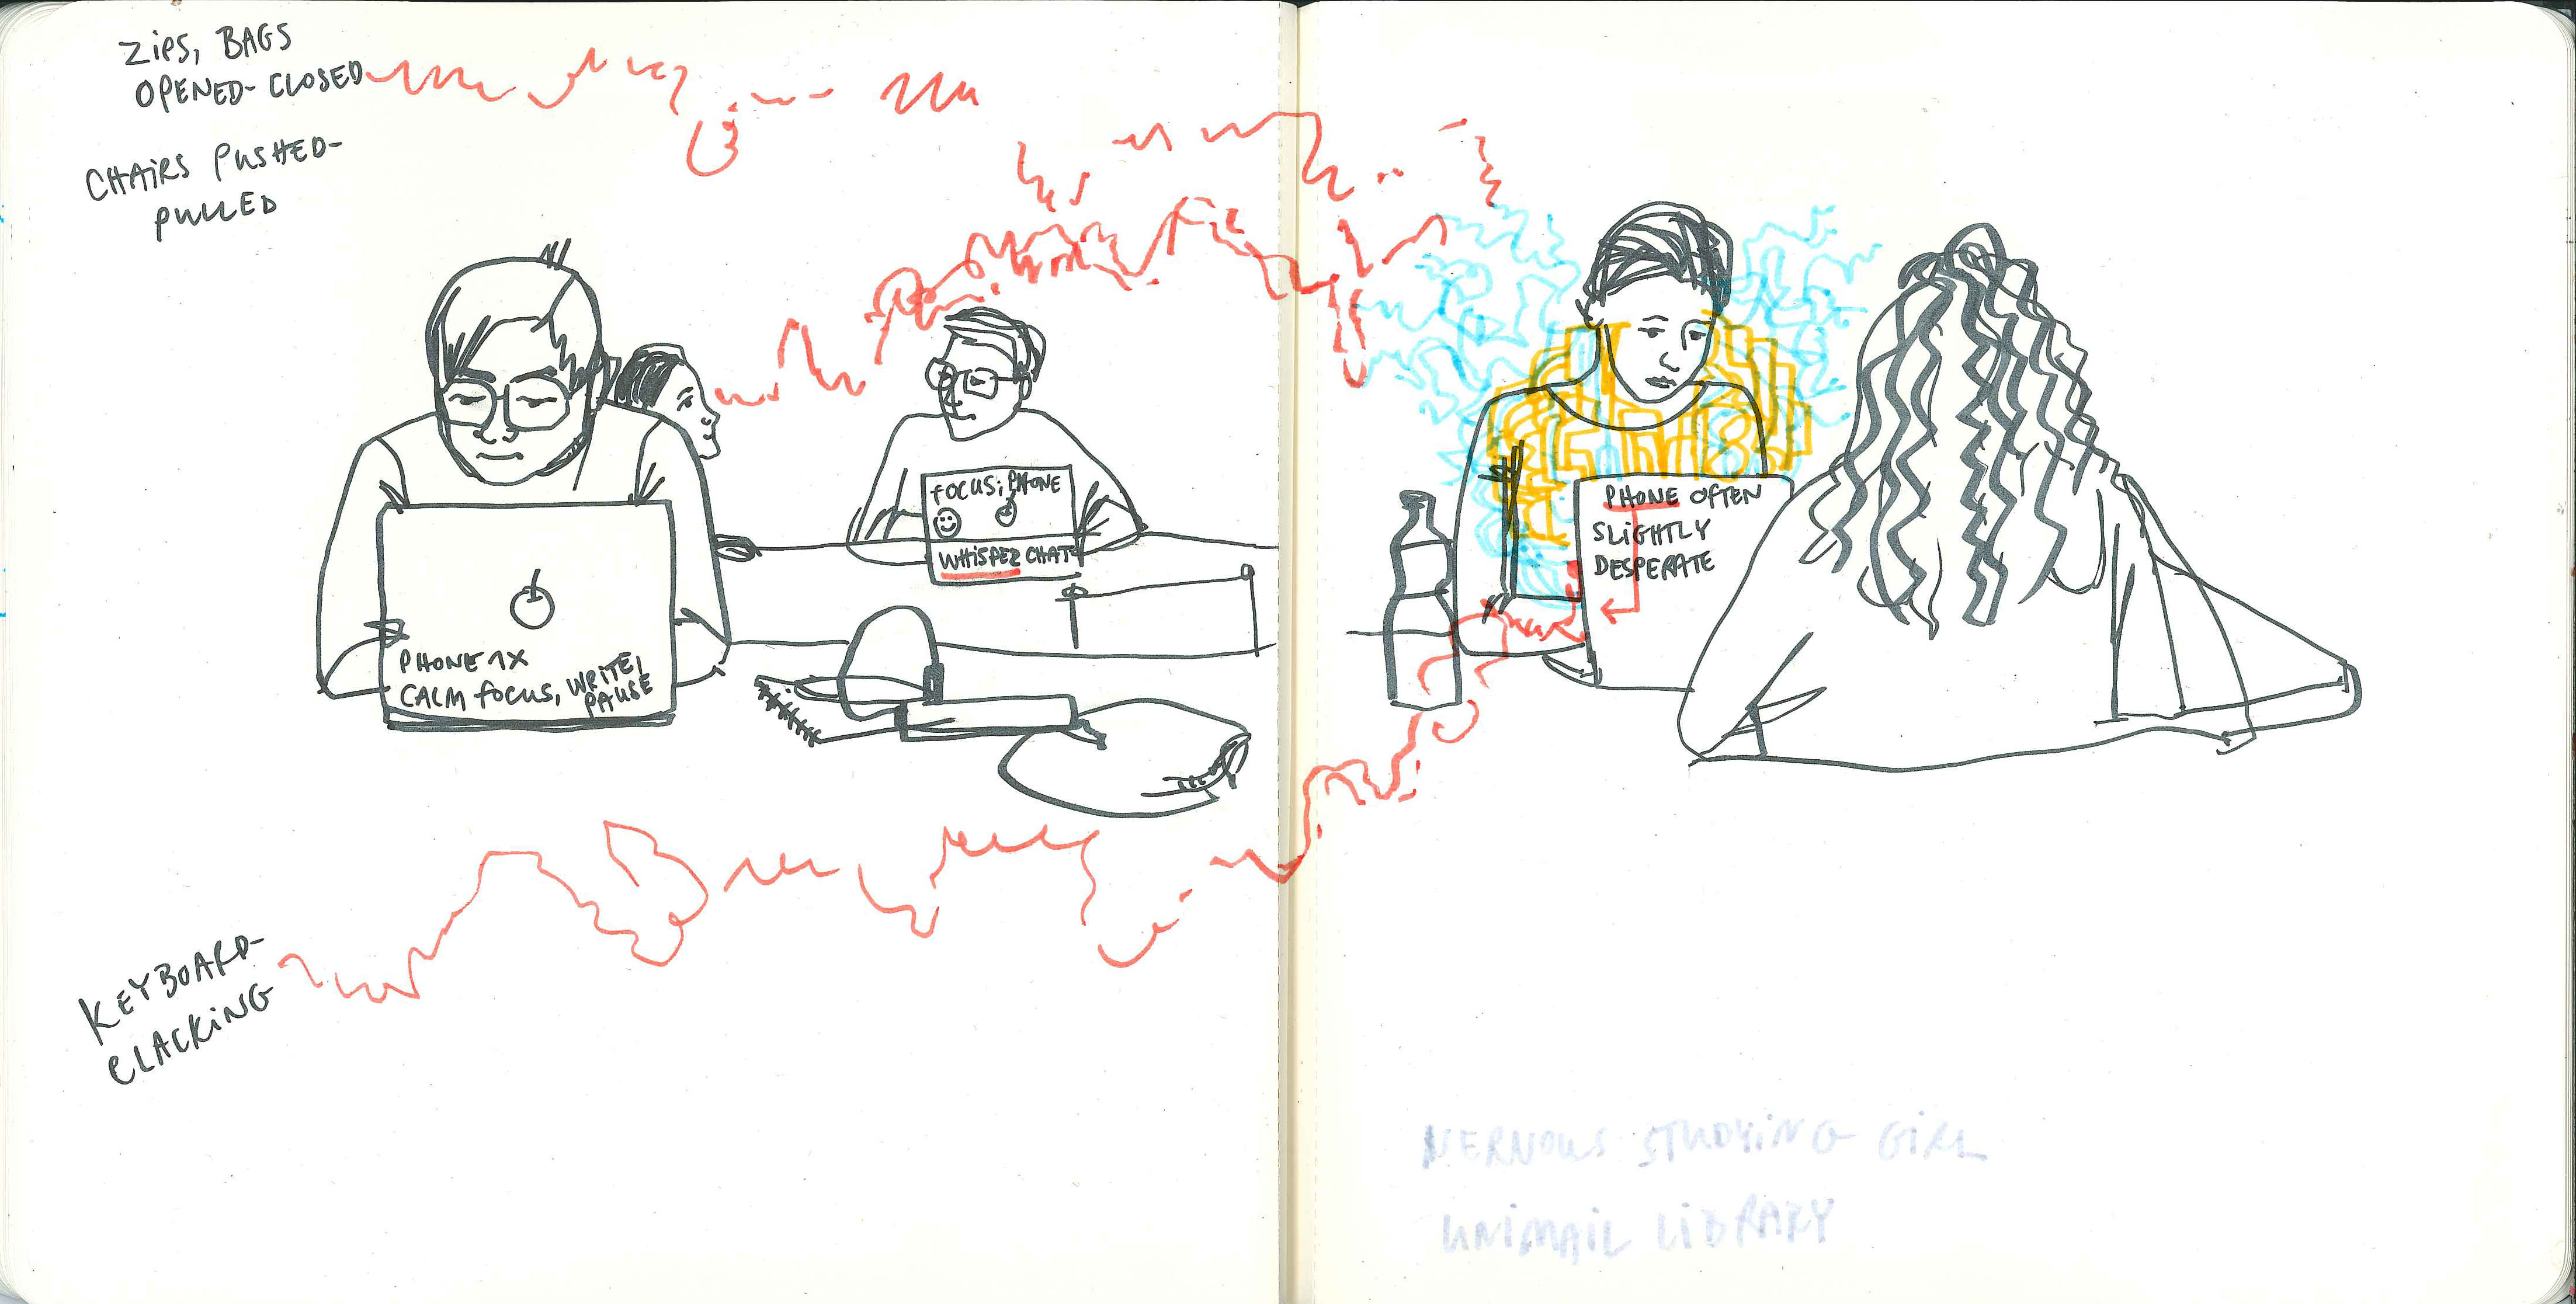 ZIPS, BAGS
OPENED-CLOSED
CHAIRS PUSHED-
PULLED
PHONE 1X
CALM FOCUS, WRITE,
PAUSE
FOCUS; PHONE
WHISPER CHAT
PHONE OFTEN
SLIGHTLY
DESPERATE
KEYBOARD-
CLACKING
NERVOUS STUDYING GIRL
UNIMAIL LIBRARY